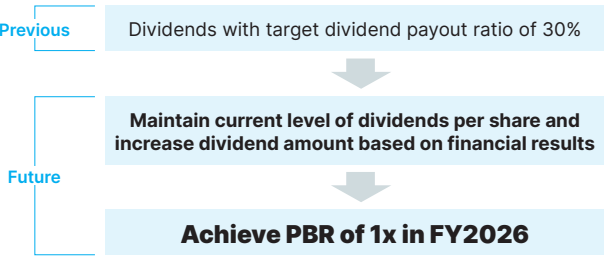 Previous
Dividends with target dividend payout ratio of 30%
Maintain current level of dividends per share and
increase dividend amount based on financial results
Future
Achieve PBR of 1x in FY2026